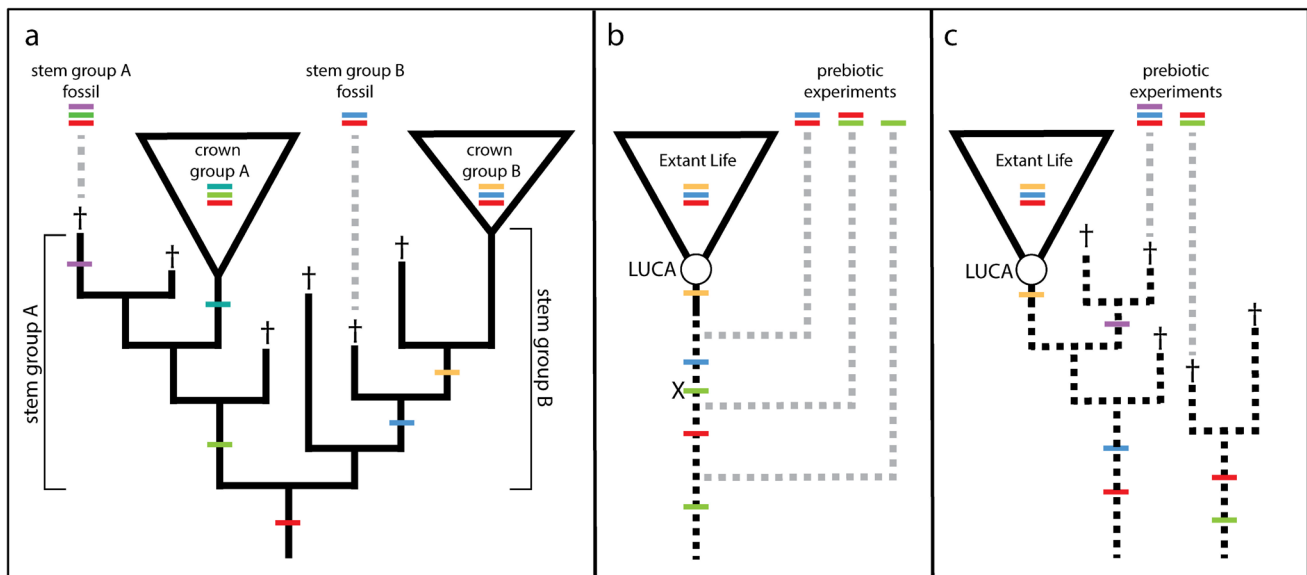 a
stem group A
fossil
stem group B
fossil
crown
group A
crown
group B
†
†
†
†
†
†
stem group A
stem group B
b
prebiotic
experiments
Extant Life
LUCA
X
c
prebiotic
experiments
Extant Life
LUCA
†
†
†
†
†